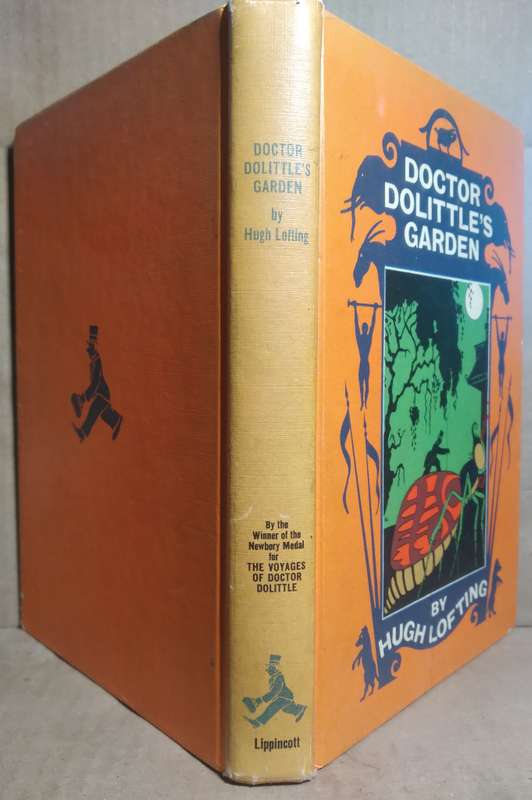 DOCTOR
DOLITTLE'S
GARDEN
by
Hugh Lofting
By the
Winner of the
Newbery Medal
for
THE VOYAGES
OF DOCTOR
DOLITTLE
Lippincott
DOCTOR
DOLITTLE'S
GARDEN
BY
HUGH LOFTING